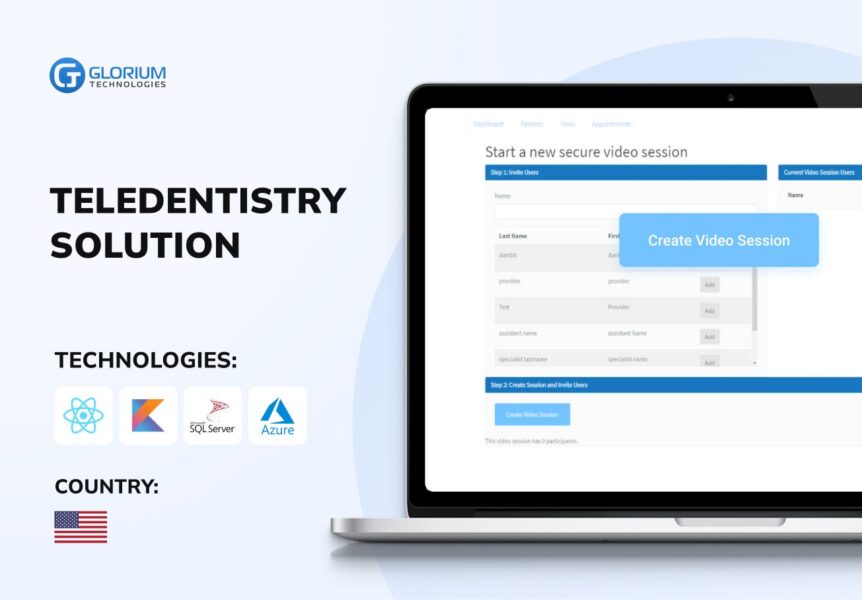 GLORIUM
TECHNOLOGIES
TELEDENTISTRY
SOLUTION
TECHNOLOGIES:
Microsoft
SQL Server
Azure
COUNTRY:
Dashboard Patients Tasks Appointments
Start a new secure video session
Step 1: Invite Users
Current Video Session Users
Name:
Name
Last Name First
dantist dant
Create Video Session
provider provider Add
Test Provider Add
assistant name assistant Name Add
specialist lastname specialist name Add
Step 2: Create Session and Invite Users
Create Video Session
This video session has 0 participants.